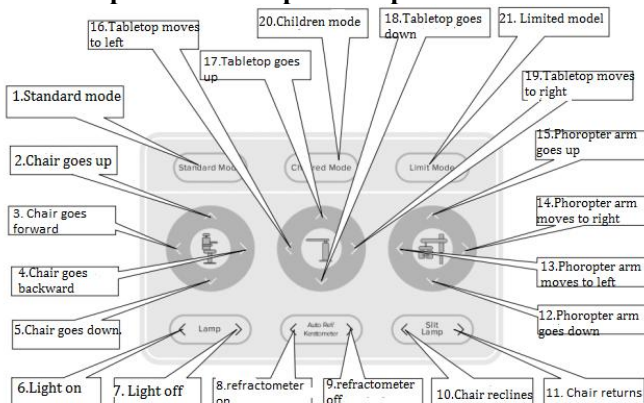 20.Children mode
18.Tabletop goes
down
21. Limited model
16.Tabletop moves
to left
17.Tabletop goes
up
19.Tabletop moves
to right
1.Standard mode
15.Phoropter arm
goes up
2.Chair goes up
Standard Mod
Mode
Limit Mode
14.Phoropter arm
moves to right
3. Chair goes
forward
13.Phoropter arm
moves to left
4.Chair goes
backward
12.Phoropter arm
goes down
5.Chair goes down.
Lamp
Auto Ref/
Slit
Lamp
6.Light on
7. Light off
8.refractometer
on
9.refractometer
off
10.Chair reclines
11. Chair returns